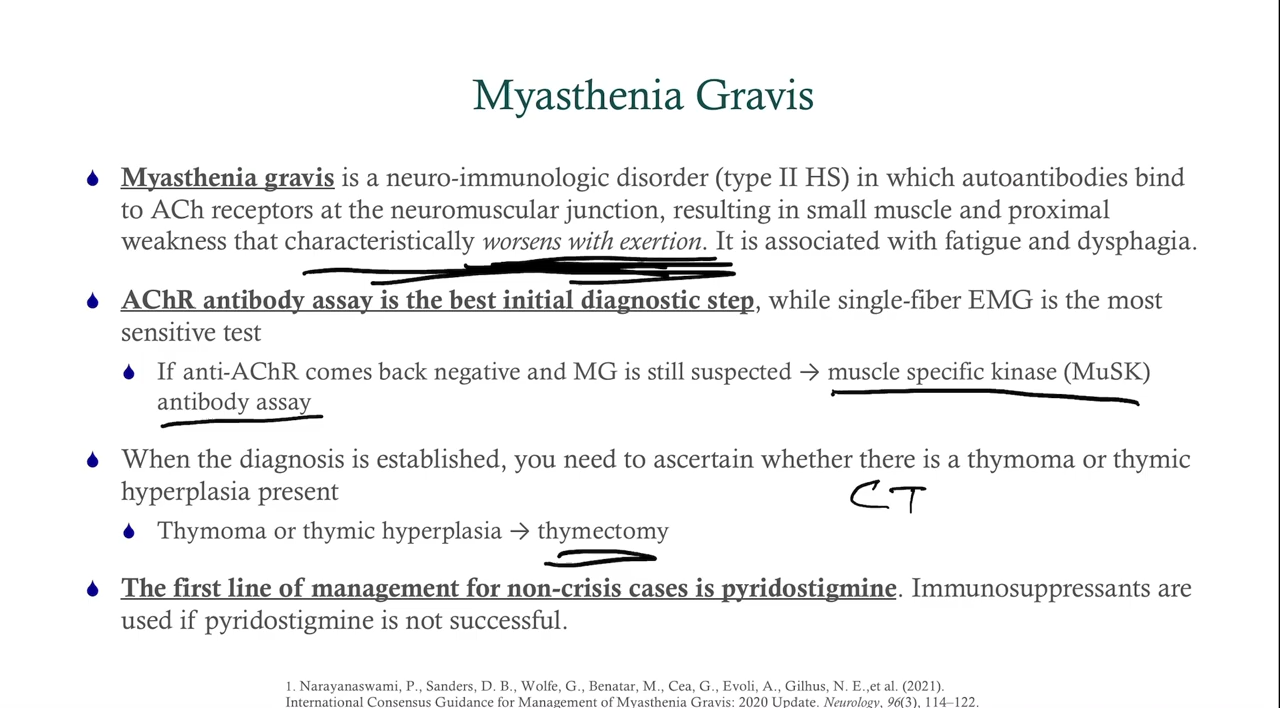 Myasthenia Gravis
Myasthenia gravis is a neuro-immunologic disorder (type II HS) in which autoantibodies bind
to ACh receptors at the neuromuscular junction, resulting in small muscle and proximal
weakness that characteristically worsens with exertion. It is associated with fatigue and dysphagia.
AChR antibody assay is the best initial diagnostic step, while single-fiber EMG is the most
sensitive test
If anti-AChR comes back negative and MG is still suspected → muscle specific kinase (MuSK)
antibody assay
When the diagnosis is established, you need to ascertain whether there is a thymoma or thymic
hyperplasia present
CT
Thymoma or thymic hyperplasia → thymectomy
The first line of management for non-crisis cases is pyridostigmine. Immunosuppressants are
used if pyridostigmine is not successful.
1. Narayanaswami, P., Sanders, D. B., Wolfe, G., Benatar, M., Cea, G., Evoli, A., Gilhus, N. E.,et al. (2021).
International Consensus Guidance for Management of Myasthenia Gravis: 2020 Update. Neurology, 96(3), 114–122.